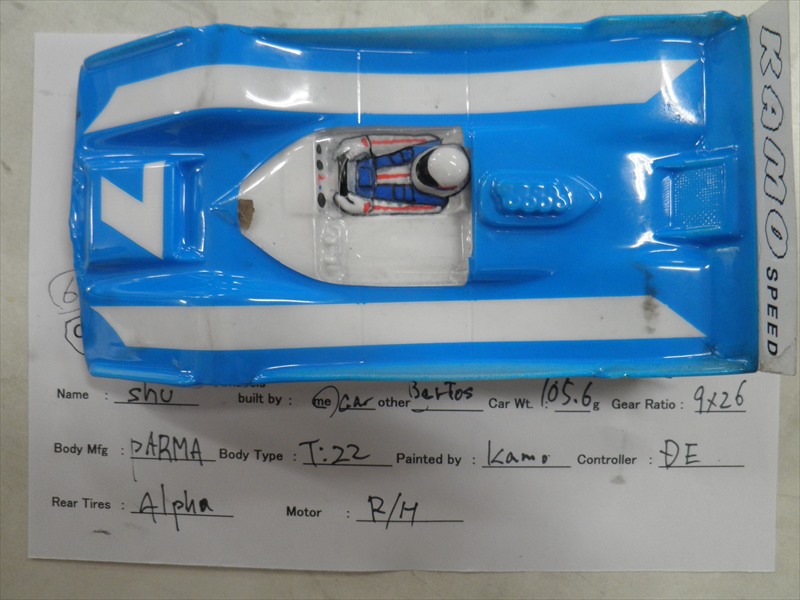 7
KAMO SPEED
Name : shu built by : me car other Bertos Car Wt. : 105.6g Gear Ratio : 9x26
Body Mfg : PARMA Body Type : T:22 Painted by : Kamo Controller : DE
Rear Tires : Alpha Motor : R/H